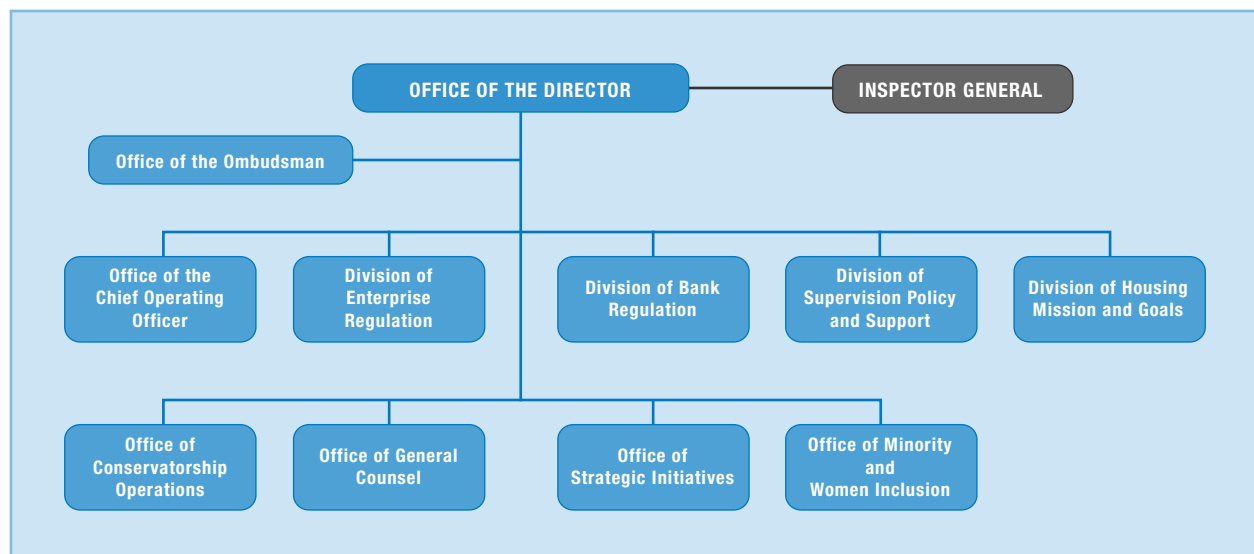 OFFICE OF THE DIRECTOR
INSPECTOR GENERAL
Office of the Ombudsman
Office of the
Chief Operating
Officer
Division of
Enterprise
Regulation
Division of Bank
Regulation
Division of
Supervision Policy
and Support
Division of Housing
Mission and Goals
Office of
Conservatorship
Operations
Office of General
Counsel
Office of
Strategic Initiatives
Office of Minority
and
Women Inclusion